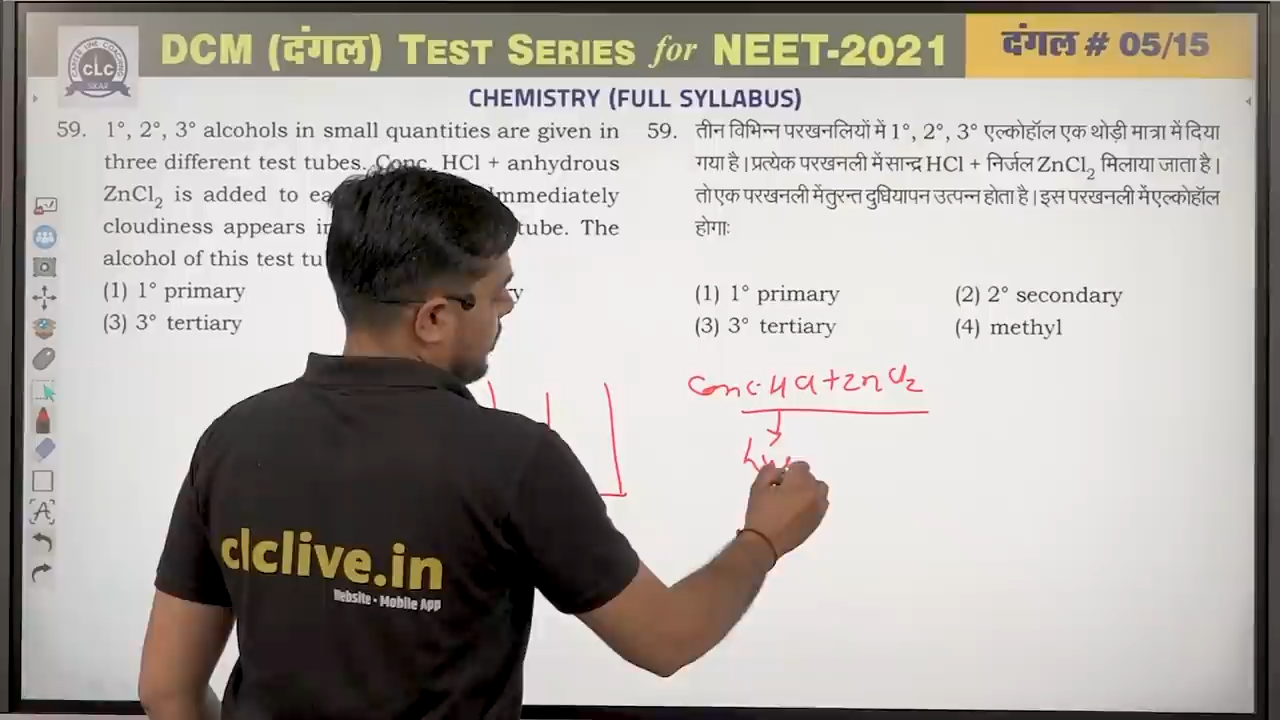 DCM (दंगल) TEST SERIES for NEET-2021
दंगल # 05/15
CLC
SIKAR
CHEMISTRY (FULL SYLLABUS)
59. 1°, 2°, 3° alcohols in small quantities are given in
three different test tubes. Conc. HCl + anhydrous
ZnCl₂ is added to
cloudiness appears tube. The
alcohol of this test
(1) 1° primary
(3) 3° tertiary
59. तीन विभिन्न परखनलियों में 1°, 2°, 3° एल्कोहॉल एक थोड़ी मात्रा में दिया
गया है। प्रत्येक परखनली में सान्द्र HCl + निर्जल ZnCl₂ मिलाया जाता है।
तो एक परखनली में तुरन्त दुधियापन उत्पन्न होता है। इस परखनली में एल्कोहॉल
होगाः
(1) 1° primary (2) 2° secondary
(3) 3° tertiary (4) methyl
Conc. HCl + ZnCl₂
clclive.in
Website • Mobile App